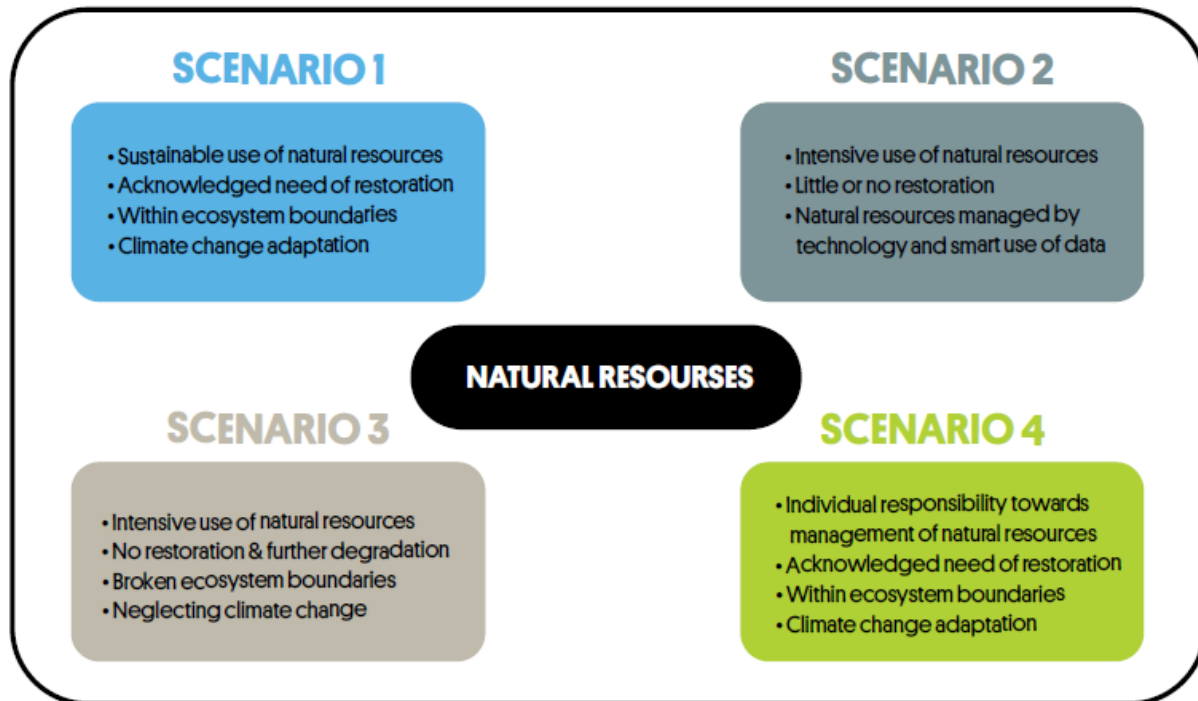 SCENARIO 1
• Sustainable use of natural resources
• Acknowledged need of restoration
• Within ecosystem boundaries
• Climate change adaptation
SCENARIO 2
• Intensive use of natural resources
• Little or no restoration
• Natural resources managed by
technology and smart use of data
NATURAL RESOURSES
SCENARIO 3
• Intensive use of natural resources
• No restoration & further degradation
• Broken ecosystem boundaries
• Neglecting climate change
SCENARIO 4
• Individual responsibility towards
management of natural resources
• Acknowledged need of restoration
• Within ecosystem boundaries
• Climate change adaptation